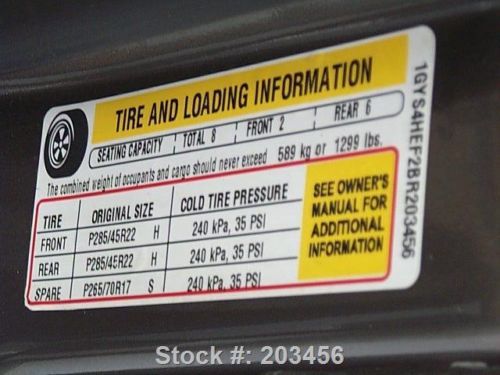 TIRE AND LOADING INFORMATION
SEATING CAPACITY TOTAL 8 FRONT 2 REAR 6
The combined weight of occupants and cargo should never exceed 589 kg or 1299 lbs.
TIRE ORIGINAL SIZE COLD TIRE PRESSURE
FRONT P285/45R22 H 240 kPa, 35 PSI
REAR P285/45R22 H 240 kPa, 35 PSI
SPARE P265/70R17 S 240 kPa, 35 PSI
SEE OWNER'S
MANUAL FOR
ADDITIONAL
INFORMATION
1GYS4HEF2BR203456
Stock #: 203456